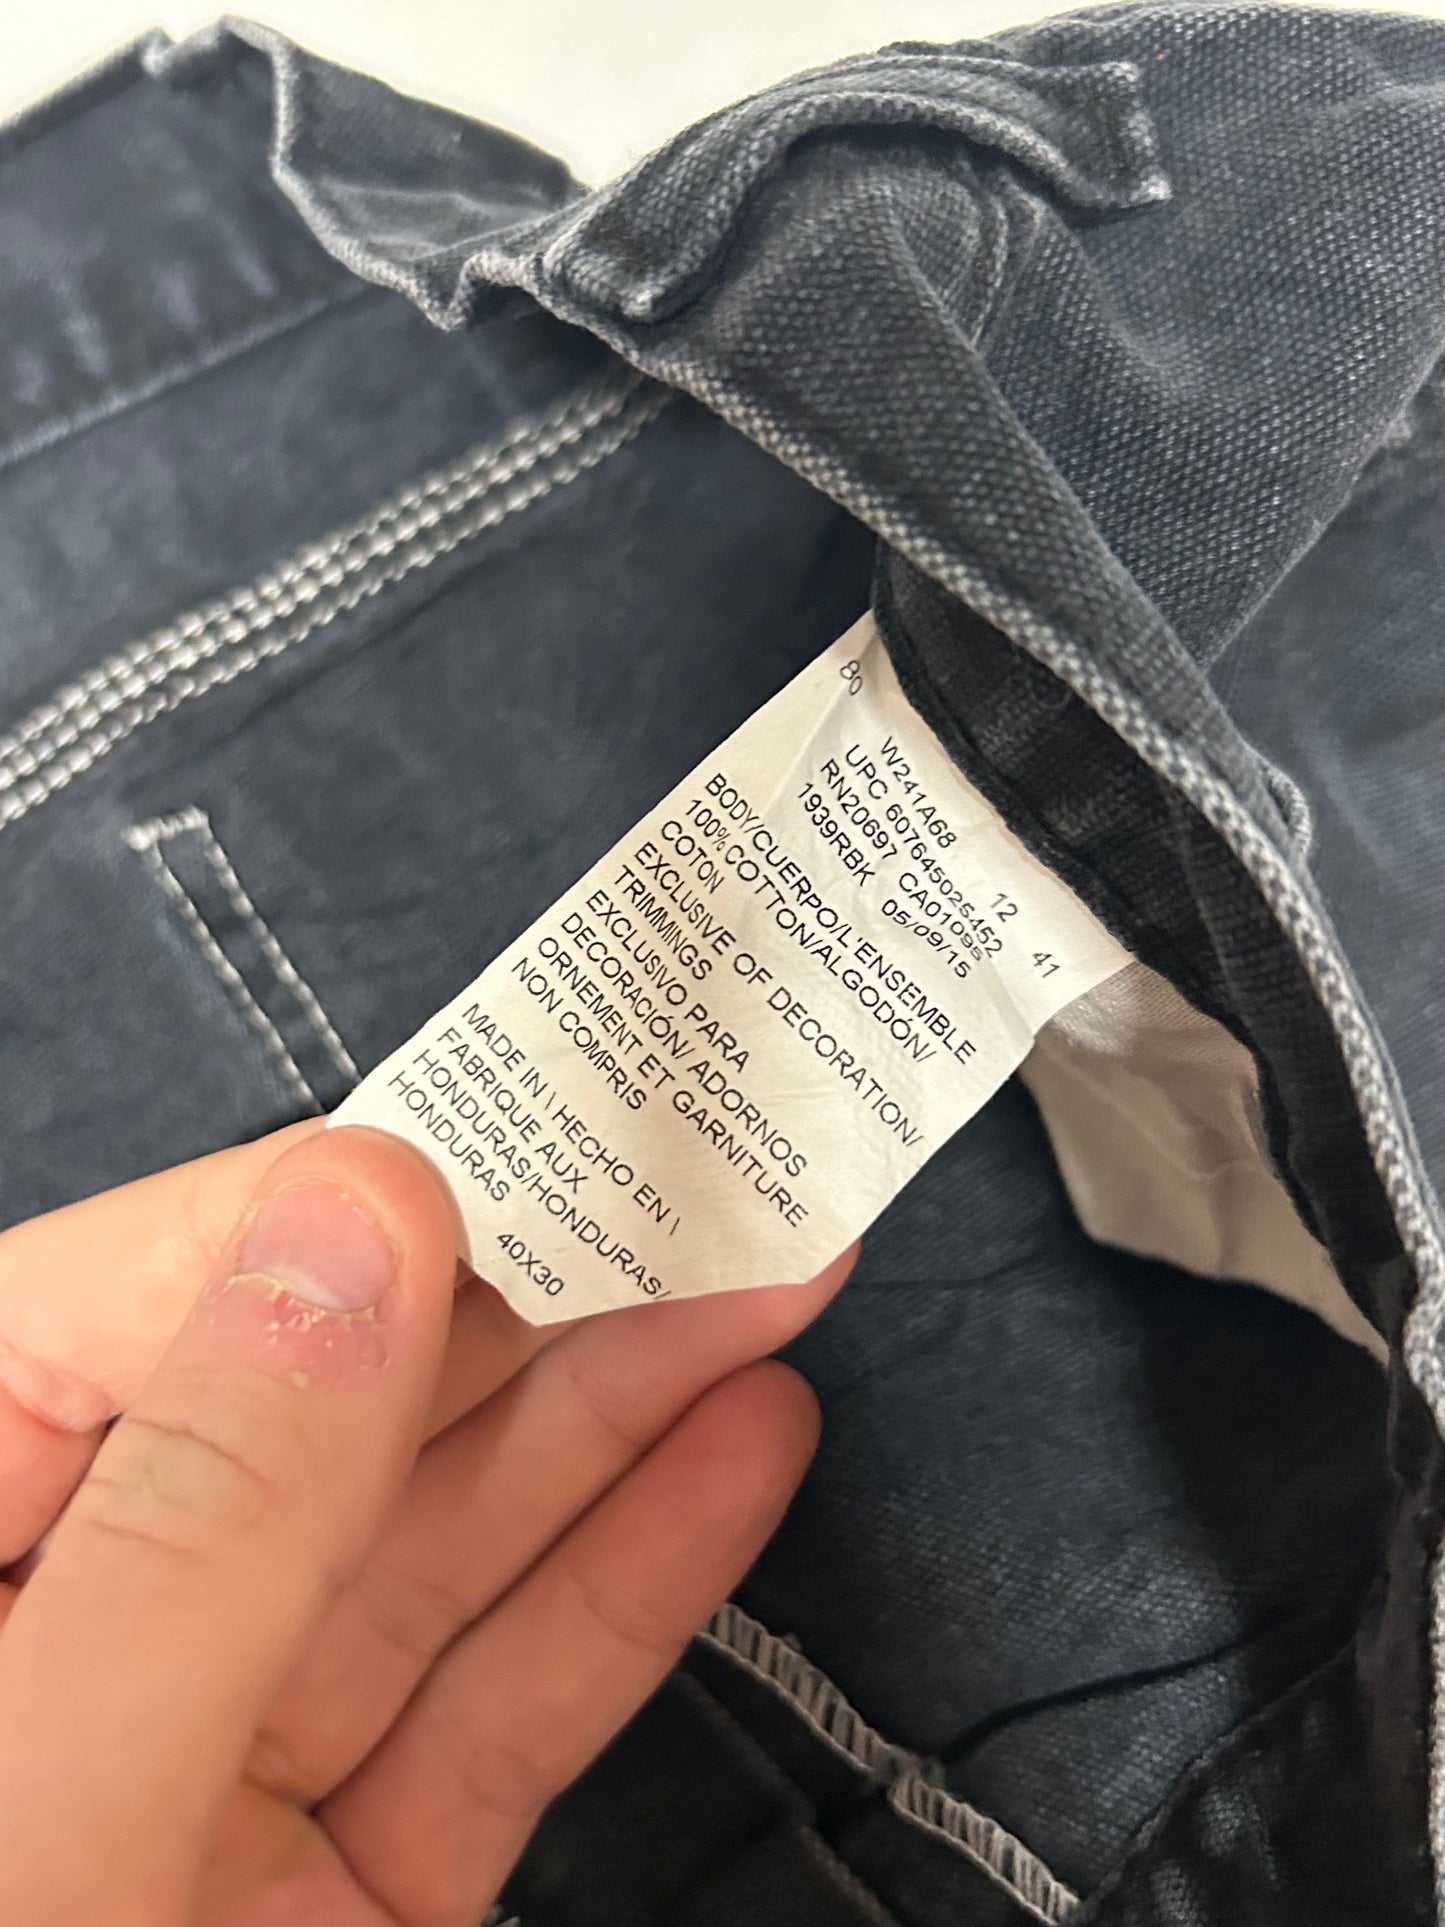 80
W241A68 12
UPC 607645025452 41
RN20697 CA01095
1939RBK 05/09/15
BODY/CUERPO/L'ENSEMBLE
100%COTTON/ALGODÓN/
COTON
EXCLUSIVE OF DECORATION/
TRIMMINGS
EXCLUSIVO PARA
DECORACIÓN/ ADORNOS
ORNEMENT ET GARNITURE
NON COMPRIS
MADE IN \ HECHO EN \
FABRIQUE AUX
HONDURAS/HONDURAS/
HONDURAS
40X30